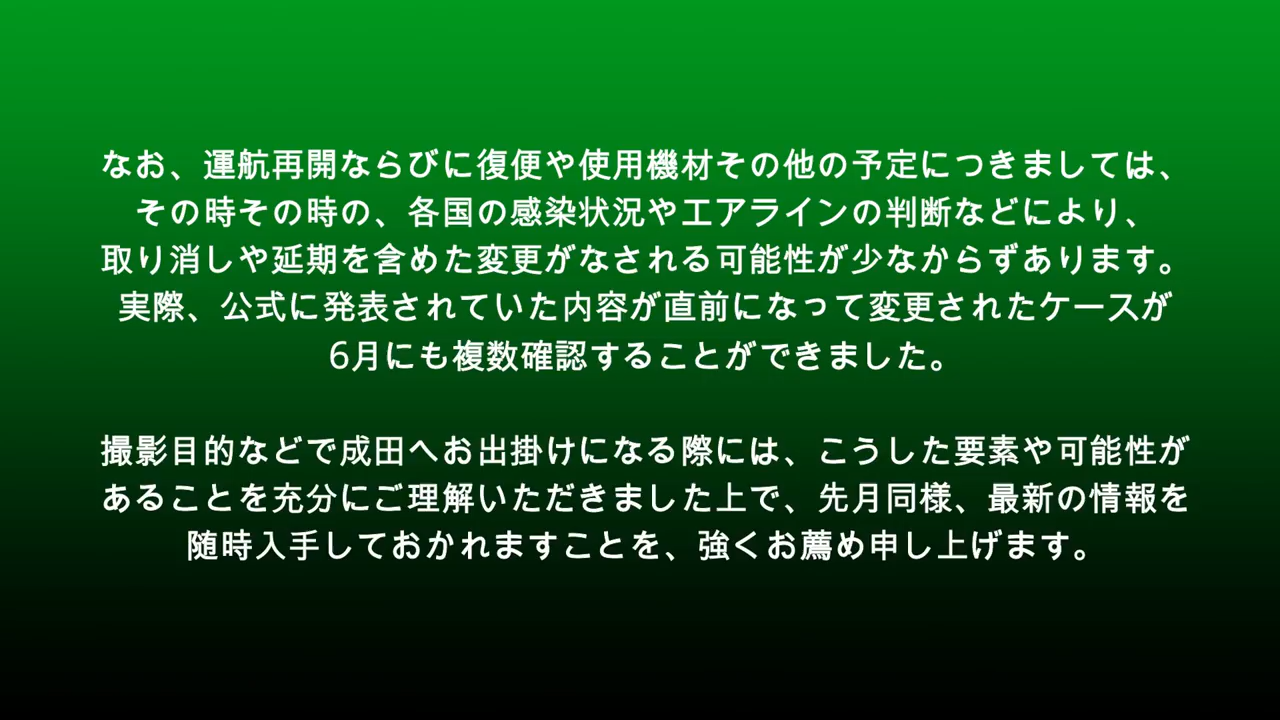 なお、運航再開ならびに復便や使用機材その他の予定につきましては、
その時その時の、各国の感染状況やエアラインの判断などにより、
取り消しや延期を含めた変更がなされる可能性が少なからずあります。
実際、公式に発表されていた内容が直前になって変更されたケースが
6月にも複数確認することができました。
撮影目的などで成田へお出掛けになる際には、こうした要素や可能性が
あることを充分にご理解いただきました上で、先月同様、最新の情報を
随時入手しておかれますことを、強くお薦め申し上げます。